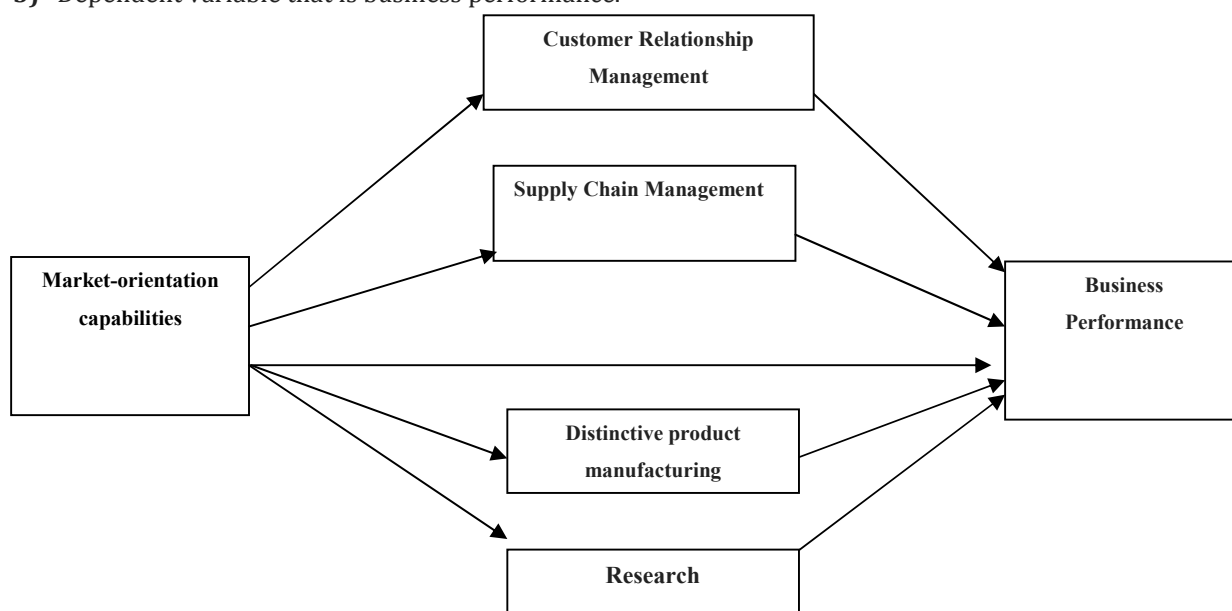 3) Dependent variable that is business performance.
Customer Relationship
Management
Supply Chain Management
Market-orientation
capabilities
Business
Performance
Distinctive product
manufacturing
Research